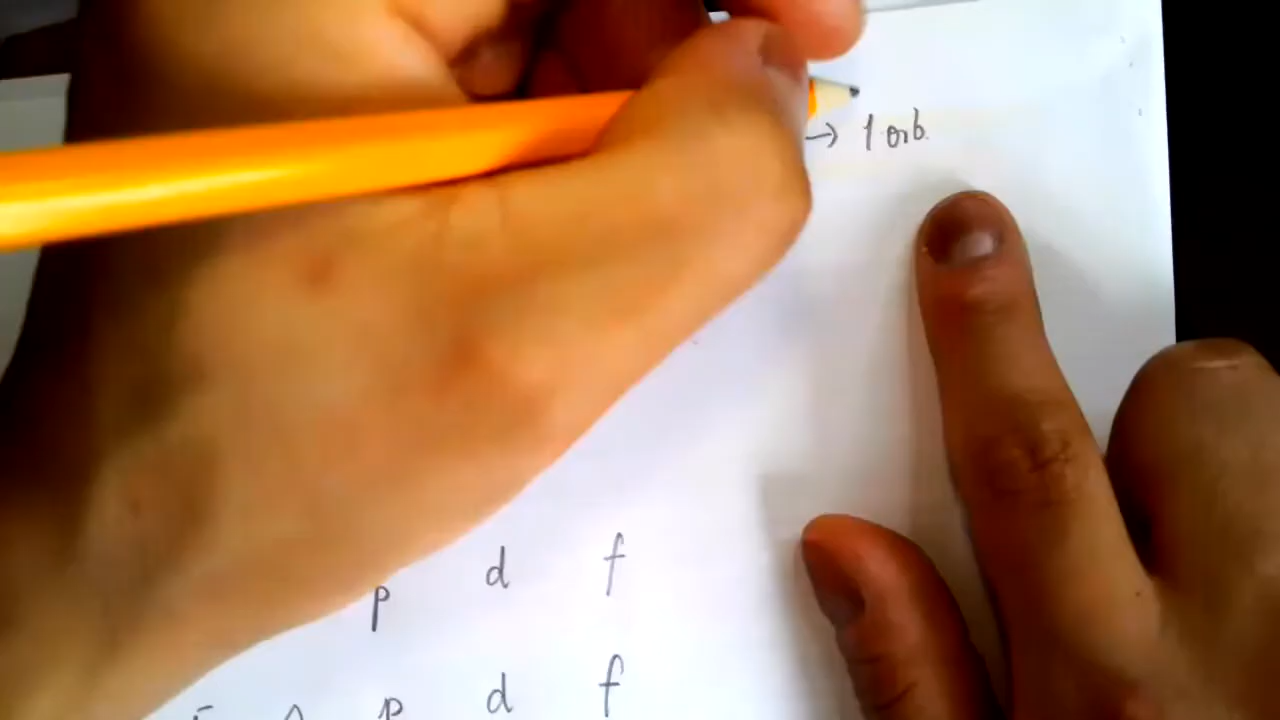 → 1 orb.
p d f
p d f